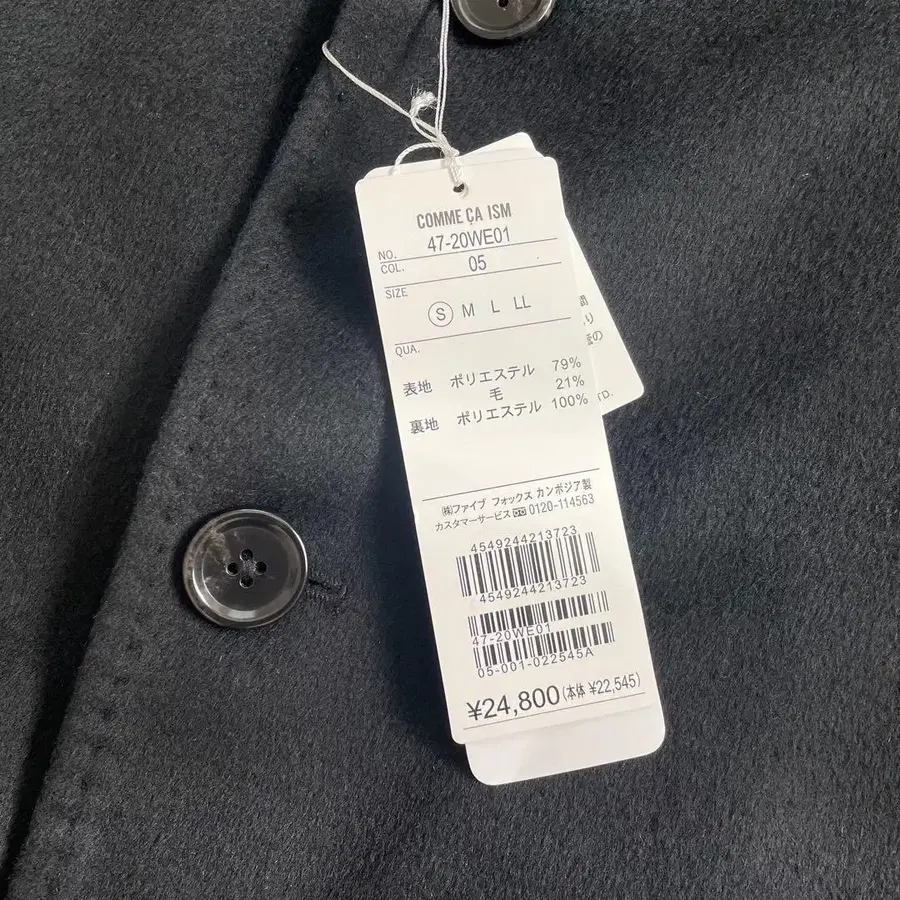 COMME ÇA ISM
NO. 47-20WE01
COL. 05
SIZE
S M L LL
QUA.
表地 ポリエステル 79%
毛 21%
裏地 ポリエステル 100%
㈱ファイブ フォックス カンボジア製
カスタマーサービス 0120-114563
4549244213723
4549244213723
47-20WE01
05-001-022545A
¥24,800(本体 ¥22,545)
り
の
TD.